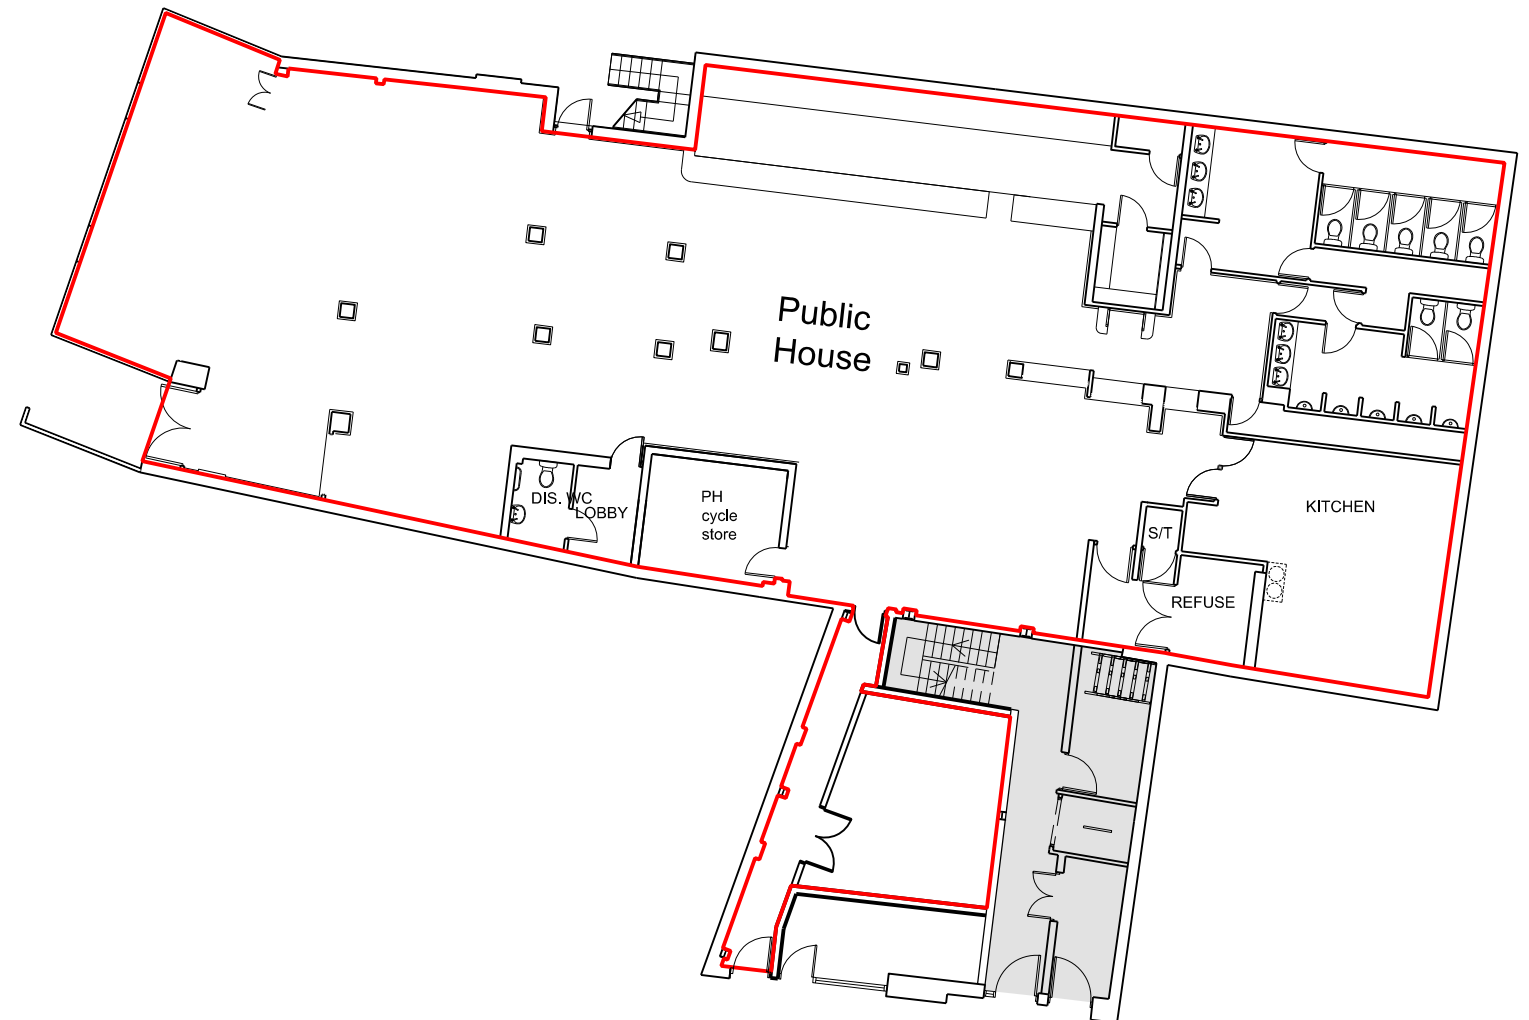 Public
House
DIS. WC
LOBBY
PH
cycle
store
KITCHEN
S/T
REFUSE